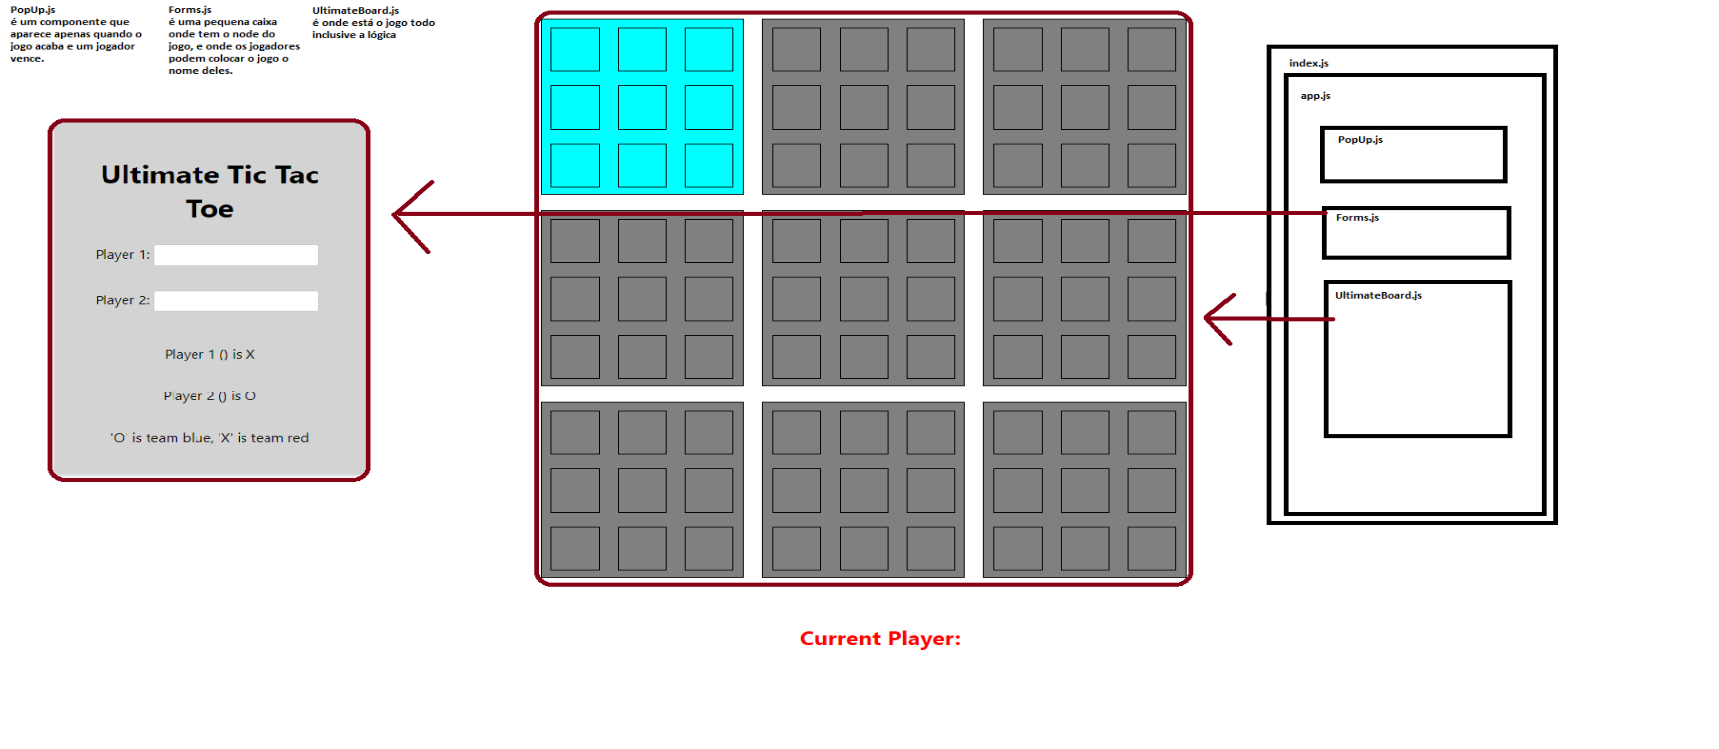 PopUp.js
é um componente que
aparece apenas quando o
jogo acaba e um jogador
vence.
Forms.js
é uma pequena caixa
onde tem o node do
jogo, e onde os jogadores
podem colocar o jogo o
nome deles.
UltimateBoard.js
é onde está o jogo todo
inclusive a lógica
Ultimate Tic Tac
Toe
Player 1:
Player 2:
Player 1 () is X
Player 2 () is O
'O' is team blue, 'X' is team red
Current Player:
index.js
app.js
PopUp.js
Forms.js
UltimateBoard.js